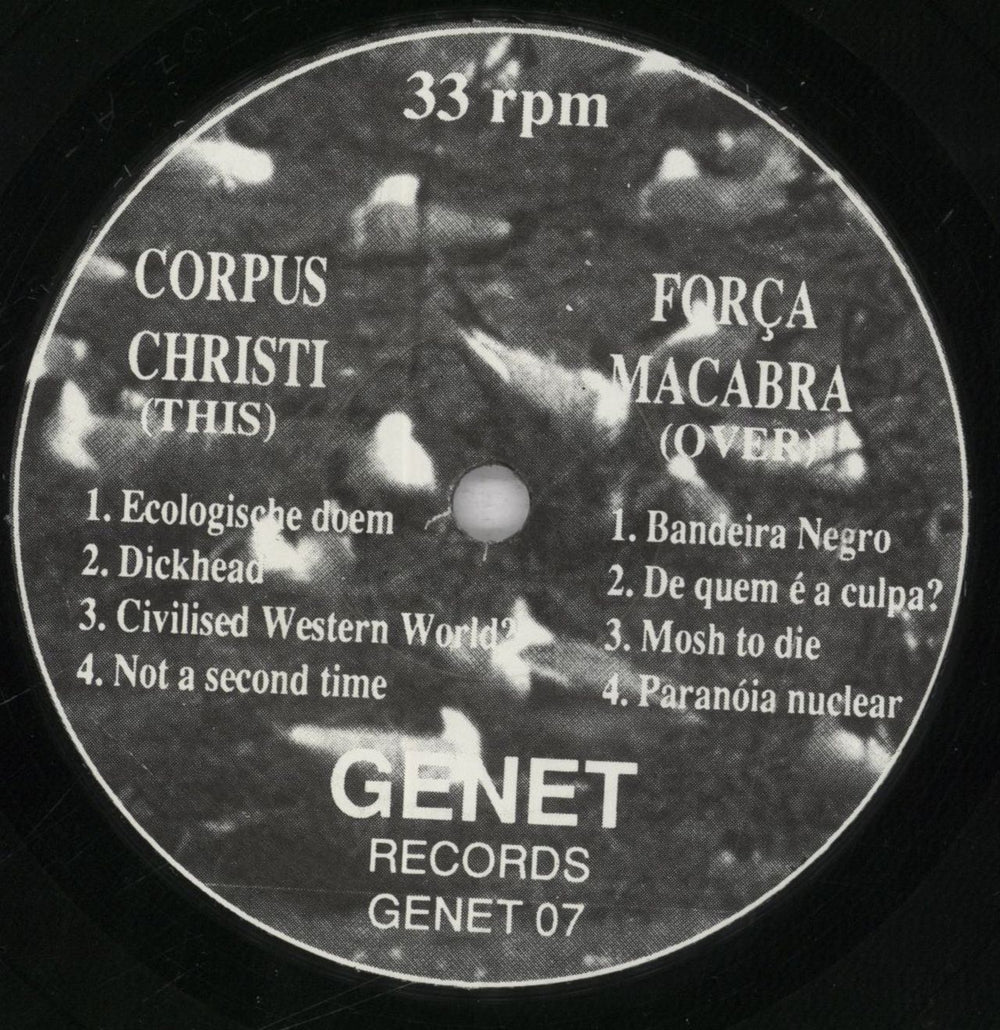 33 rpm
CORPUS
CHRISTI
(THIS)
1. Ecologische doem
2. Dickhead
3. Civilised Western World?
4. Not a second time
FORÇA
MACABRA
(OVER)
1. Bandeira Negro
2. De quem é a culpa?
3. Mosh to die
4. Paranóia nuclear
GENET
RECORDS
GENET 07